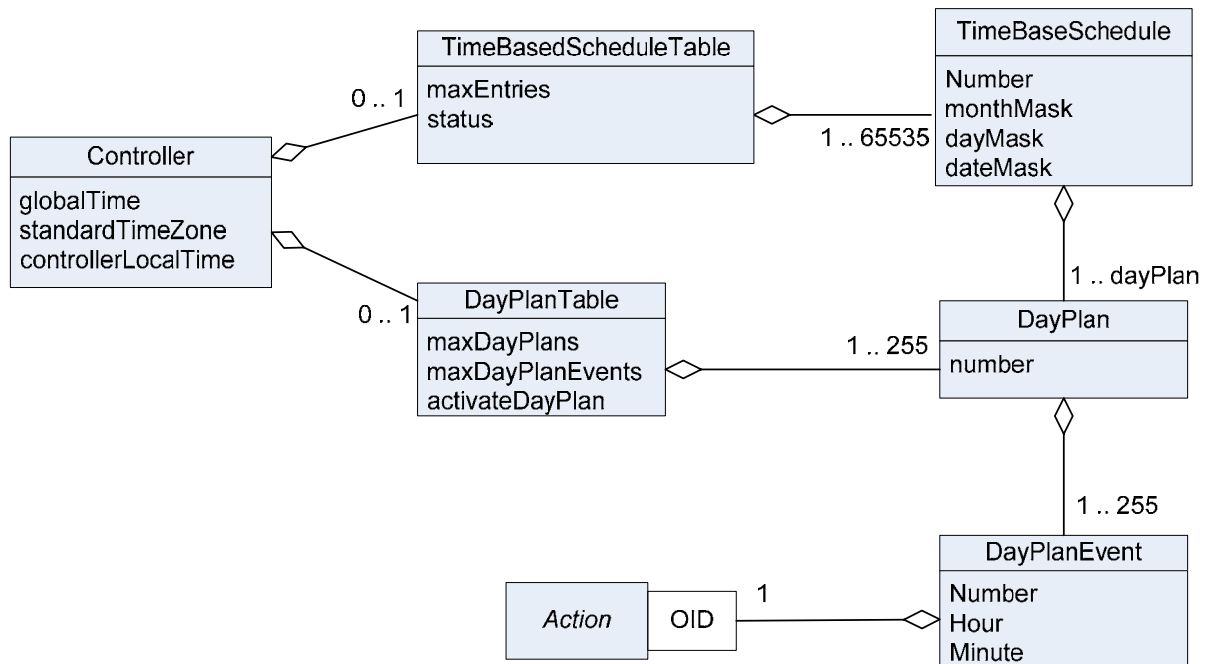 TimeBasedScheduleTable
maxEntries
status
TimeBaseSchedule
Number
monthMask
dayMask
dateMask
0 .. 1
1 .. 65535
Controller
globalTime
standardTimeZone
controllerLocalTime
0 .. 1
DayPlanTable
maxDayPlans
maxDayPlanEvents
activateDayPlan
1 .. dayPlan
1 .. 255
DayPlan
number
1 .. 255
DayPlanEvent
Number
Hour
Minute
1
Action
OID